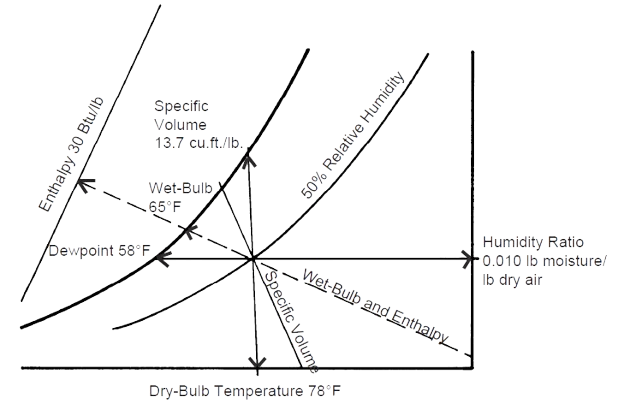 Specific
Volume
13.7 cu.ft./lb.
Enthalpy 30 Btu/lb
50% Relative Humidity
Wet-Bulb
65°F
Dewpoint 58°F
Humidity Ratio
0.010 lb moisture/
lb dry air
Specific Volume
Wet-Bulb and Enthalpy
Dry-Bulb Temperature 78°F